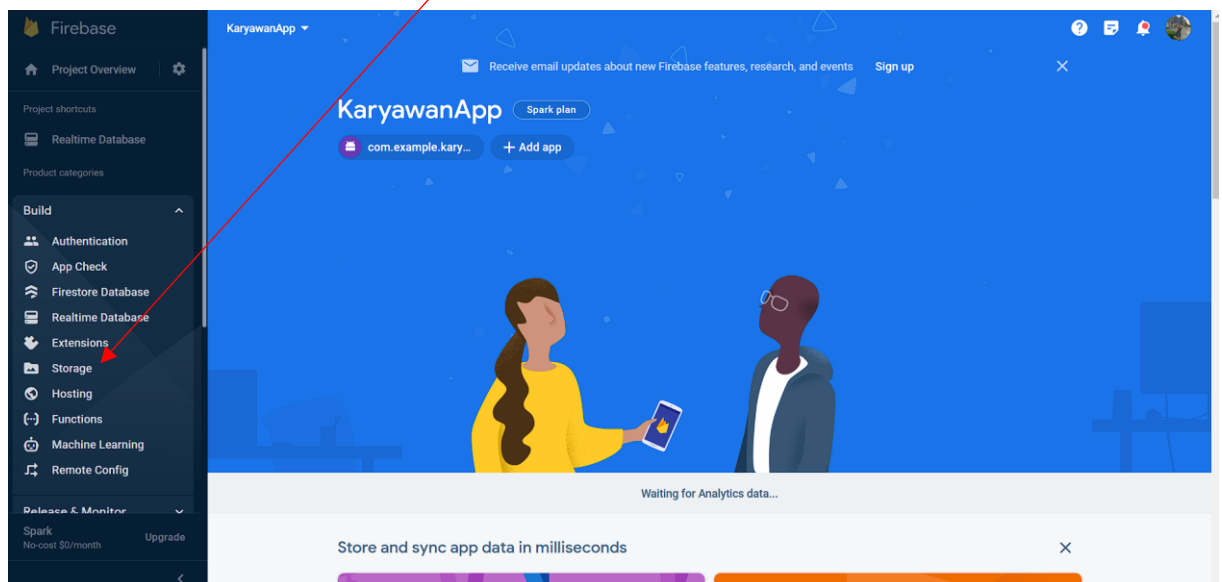 Firebase
Project Overview
Project shortcuts
Realtime Database
Product categories
Build
Authentication
App Check
Firestore Database
Realtime Database
Extensions
Storage
Hosting
Functions
Machine Learning
Remote Config
Release & Monitor
Spark
No-cost $0/month
Upgrade
KaryawanApp
Receive email updates about new Firebase features, research, and events Sign up
KaryawanApp Spark plan
com.example.kary... + Add app
Waiting for Analytics data...
Store and sync app data in milliseconds